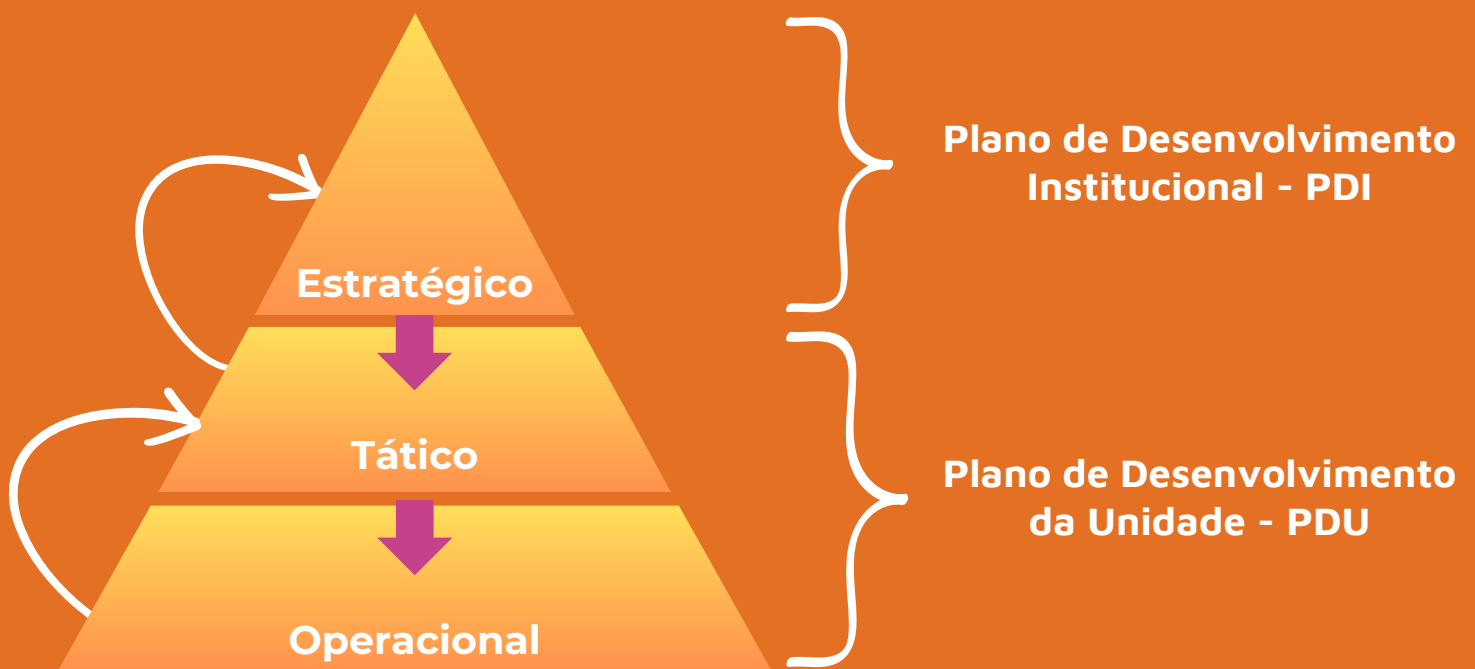 Plano de Desenvolvimento
Institucional - PDI
Estratégico
Tático
Plano de Desenvolvimento
da Unidade - PDU
Operacional